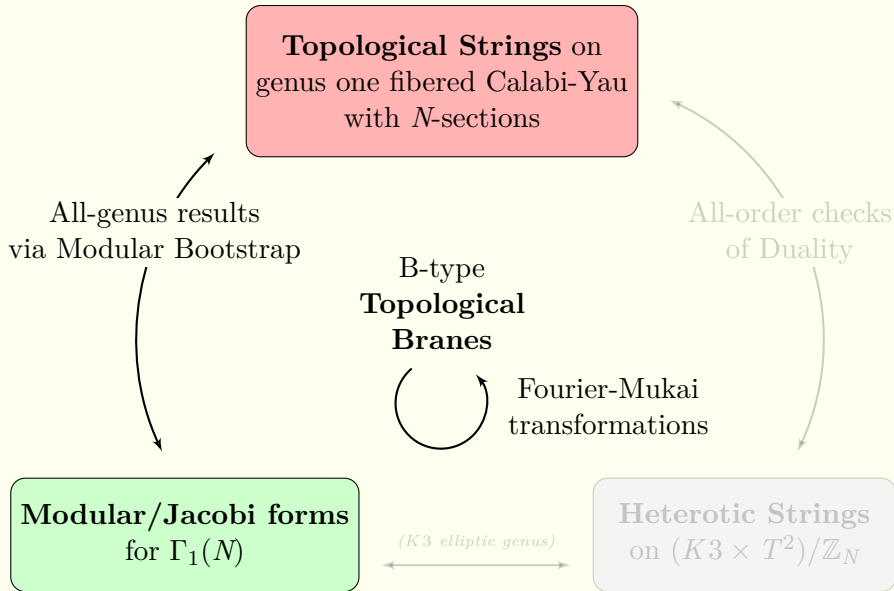 Topological Strings on
genus one fibered Calabi-Yau
with N-sections
All-genus results
via Modular Bootstrap
All-order checks
of Duality
B-type
Topological
Branes
Fourier-Mukai
transformations
Modular/Jacobi forms
for Γ₁(N)
(K3 elliptic genus)
Heterotic Strings
on (K3 × T²)/ℤ_N